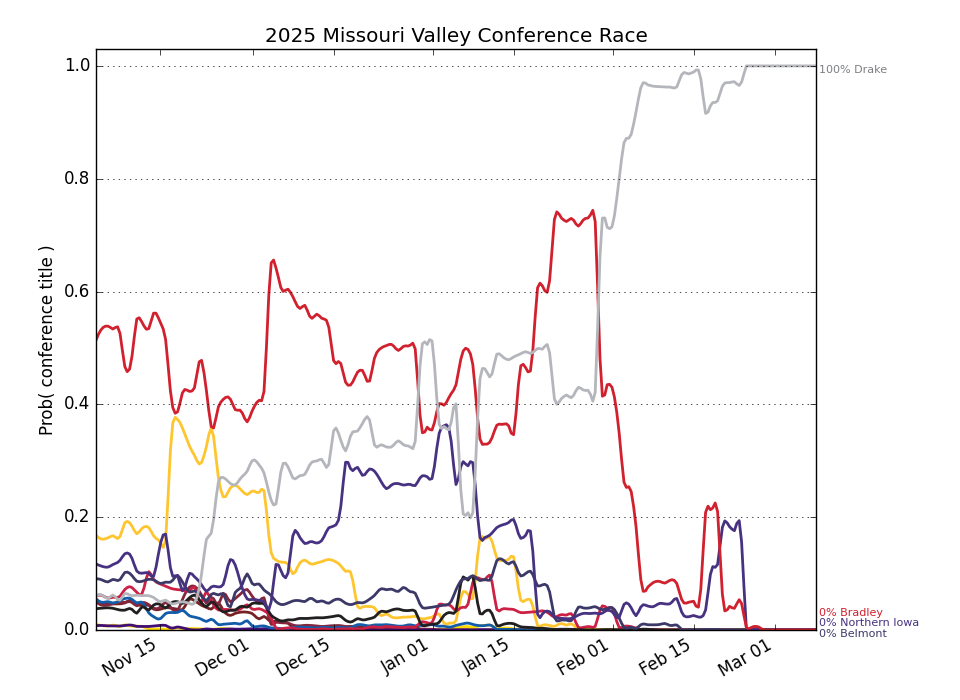 2025 Missouri Valley Conference Race
1.0
100% Drake
0.8
0.6
Prob( conference title )
0.4
0.2
0% Bradley
0% Northern Iowa
0.0
0% Belmont
Nov 15 Dec 01 Dec 15 Jan 01 Jan 15 Feb 01 Feb 15 Mar 01